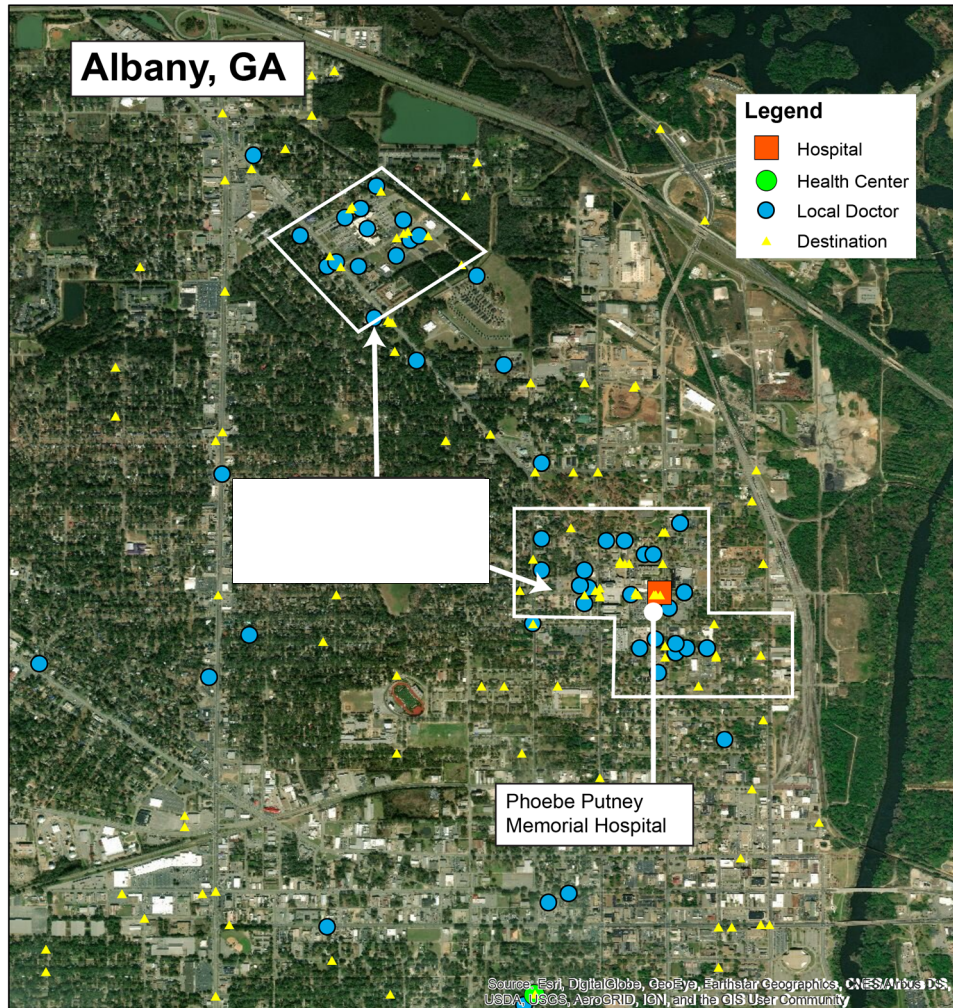 Albany, GA
Legend
Hospital
Health Center
Local Doctor
Destination
Phoebe Putney
Memorial Hospital
Source: Esri, DigitalGlobe, GeoEye, Earthstar Geographics, CNES/Airbus DS,
USDA, USGS, AeroGRID, IGN, and the GIS User Community